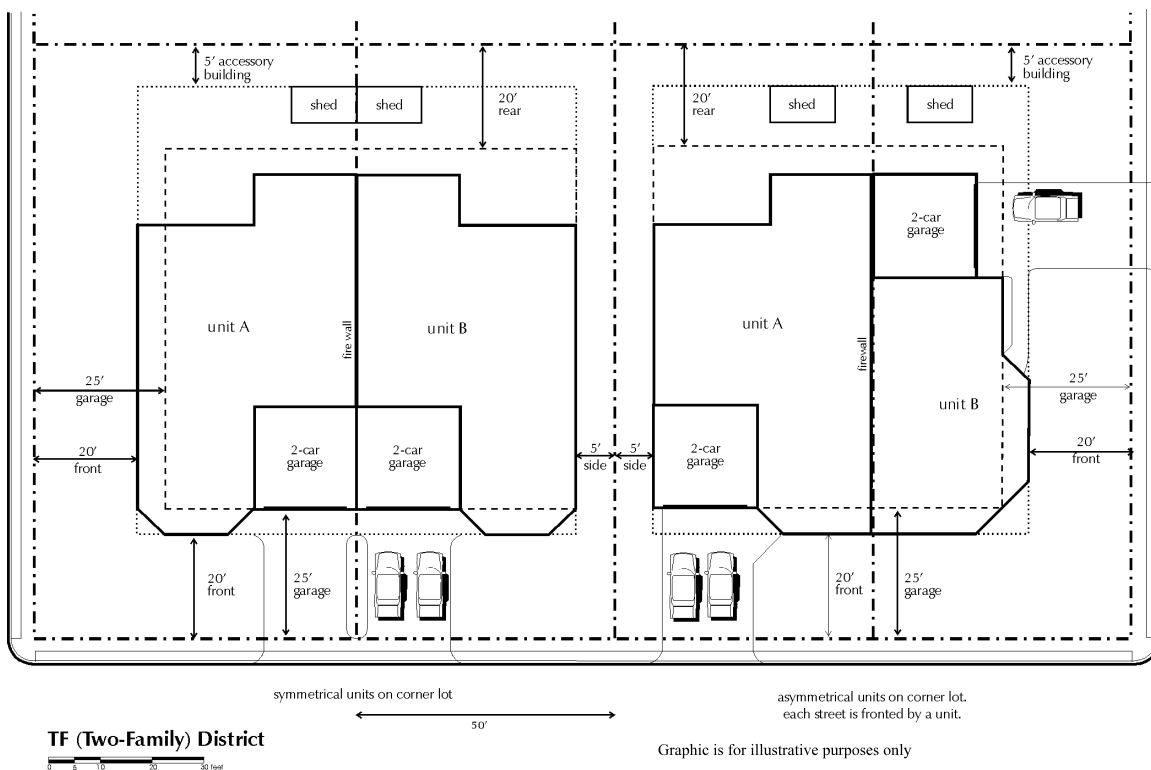 5’ accessory
building
5’ accessory
building
shed
shed
20’
rear
20’
rear
shed
shed
2-car
garage
unit A
unit B
fire wall
unit A
firewall
25’
garage
25’
garage
unit B
20’
front
2-car
garage
2-car
garage
5’
side
5’
side
2-car
garage
20’
front
20’
front
25’
garage
20’
front
25’
garage
symmetrical units on corner lot
asymmetrical units on corner lot.
each street is fronted by a unit.
50’
TF (Two-Family) District
0 5 10 20 30 feet
Graphic is for illustrative purposes only